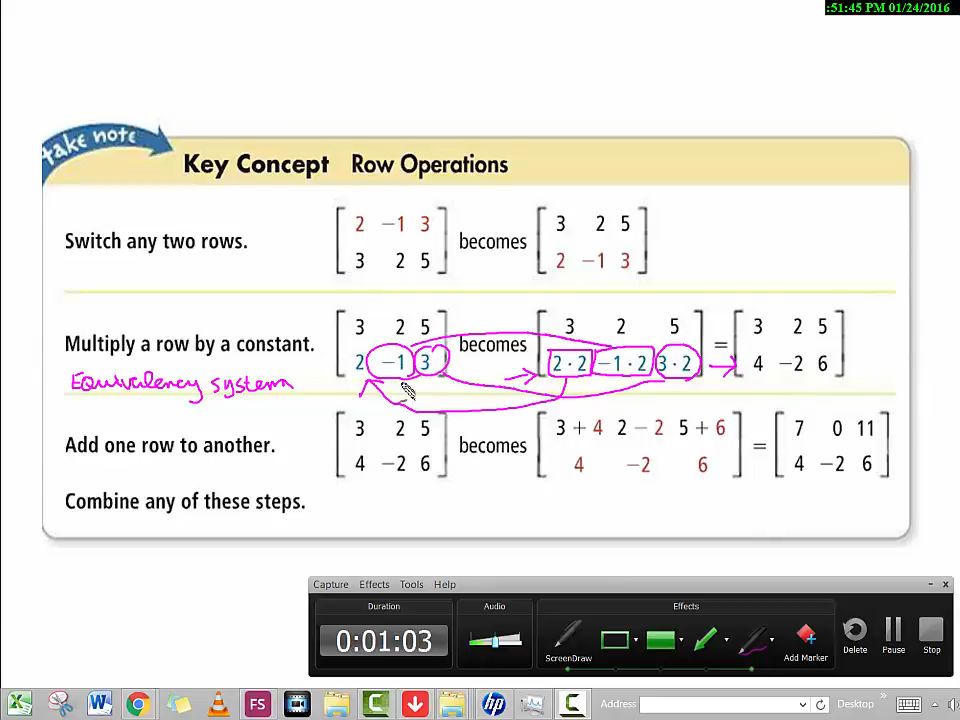 :51:45 PM 01/24/2016
take note
Key Concept Row Operations
Switch any two rows. [ 2 −1 3 ] becomes [ 3 2 5 ]
[ 3 2 5 ] [ 2 −1 3 ]
Multiply a row by a constant. [ 3 2 5 ] becomes [ 3 2 5 ] = [ 3 2 5 ]
[ 2 −1 3 ] [ 2 · 2 −1 · 2 3 · 2 ] [ 4 −2 6 ]
Equivalency system
Add one row to another. [ 3 2 5 ] becomes [ 3 + 4 2 − 2 5 + 6 ] = [ 7 0 11 ]
[ 4 −2 6 ] [ 4 −2 6 ] [ 4 −2 6 ]
Combine any of these steps.
Capture Effects Tools Help
Duration Audio Effects
0:01:03
ScreenDraw Add Marker Delete Pause Stop
FS hp Address Desktop